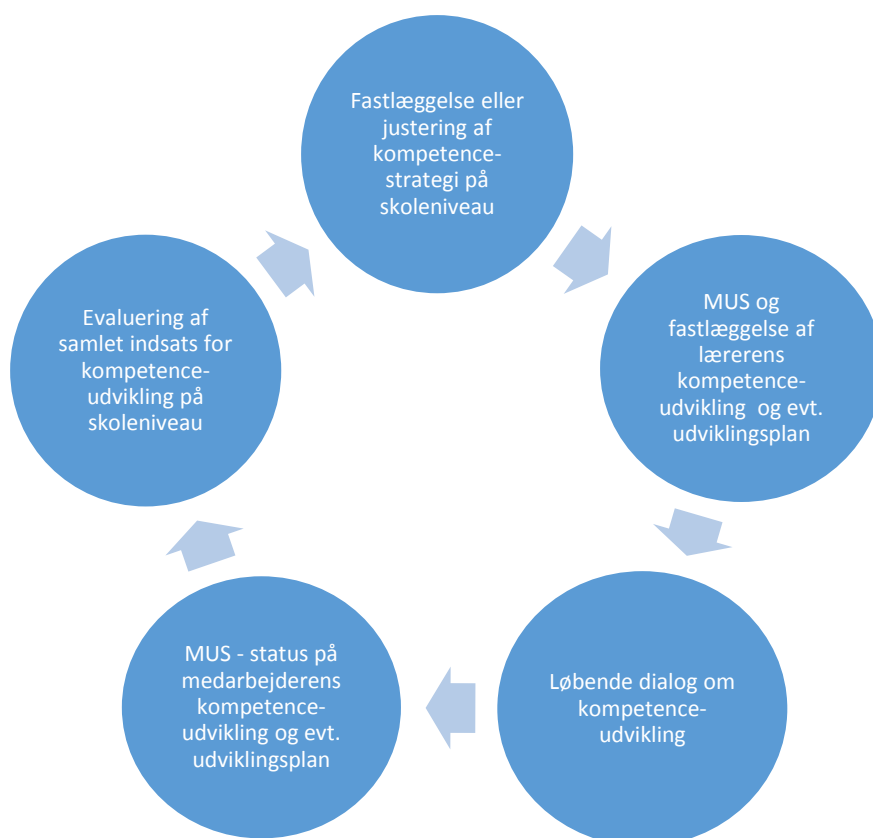 Fastlæggelse eller
justering af
kompetence-
strategi på
skoleniveau
MUS og
fastlæggelse af
lærerens
kompetence-
udvikling  og evt.
udviklingsplan
Løbende dialog om
kompetence-
udvikling
MUS - status på
medarbejderens
kompetence-
udvikling og evt.
udviklingsplan
Evaluering af
samlet indsats for
kompetence-
udvikling på
skoleniveau